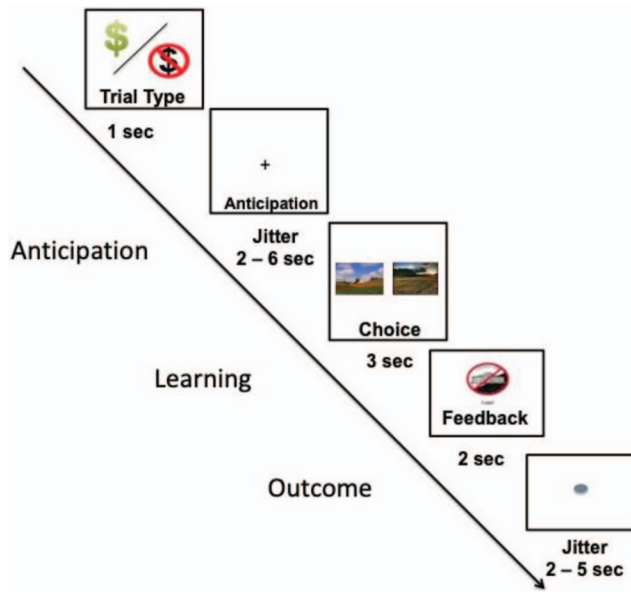 $
$
Trial Type
1 sec
+
Anticipation
Jitter
2 – 6 sec
Anticipation
Choice
3 sec
Learning
Feedback
2 sec
Outcome
Jitter
2 – 5 sec